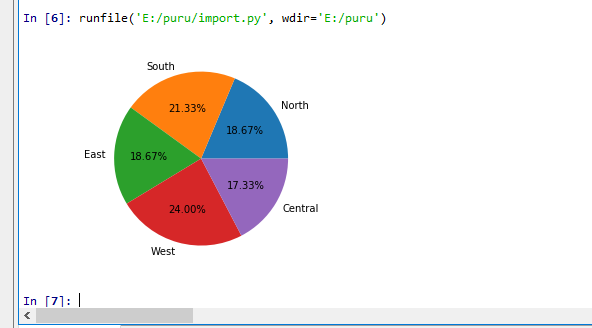 In [6]: runfile('E:/puru/import.py', wdir='E:/puru')
South
North
21.33%
18.67%
East
18.67%
17.33%
Central
24.00%
West
In [7]: